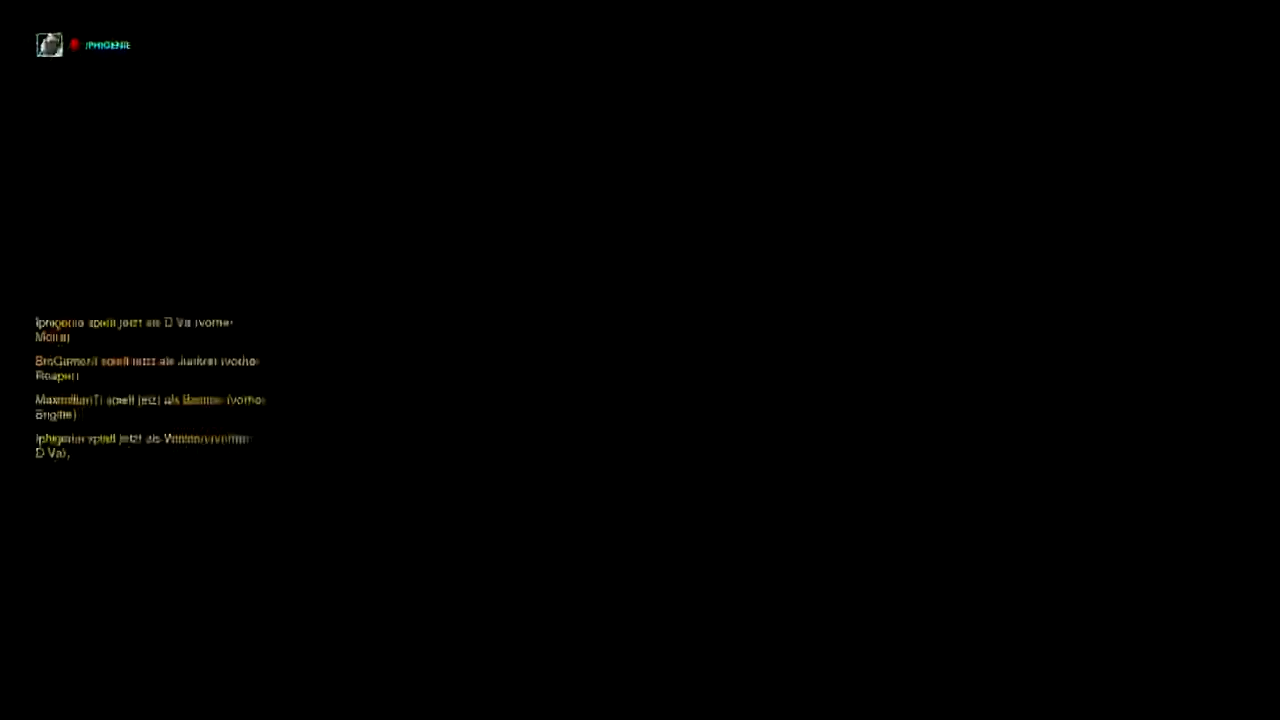 IPHIGENIE
Iphigenie spielt jetzt als D.Va (vorher
Moira)
spielt jetzt als Junkrat (vorher
Reaper)
spielt jetzt als Bastion (vorher
Brigitte)
Iphigenie spielt jetzt als (vorher
D.Va).